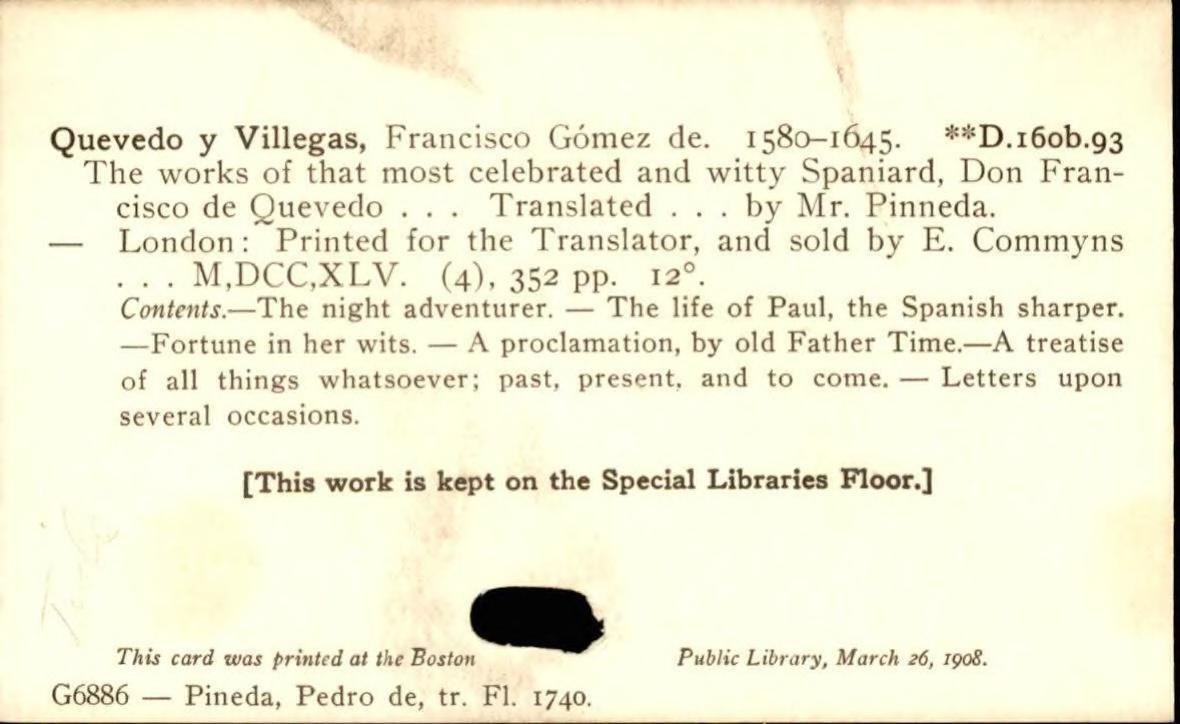 Quevedo y Villegas, Francisco Gómez de. 1580–1645. **D.160b.93
The works of that most celebrated and witty Spaniard, Don Fran-
cisco de Quevedo . . . Translated . . . by Mr. Pinneda.
— London: Printed for the Translator, and sold by E. Commyns
. . . M,DCC,XLV. (4), 352 pp. 12°.
Contents.—The night adventurer. — The life of Paul, the Spanish sharper.
—Fortune in her wits. — A proclamation, by old Father Time.—A treatise
of all things whatsoever; past, present, and to come. — Letters upon
several occasions.
[This work is kept on the Special Libraries Floor.]
This card was printed at the Boston Public Library, March 26, 1908.
G6886 — Pineda, Pedro de, tr. Fl. 1740.